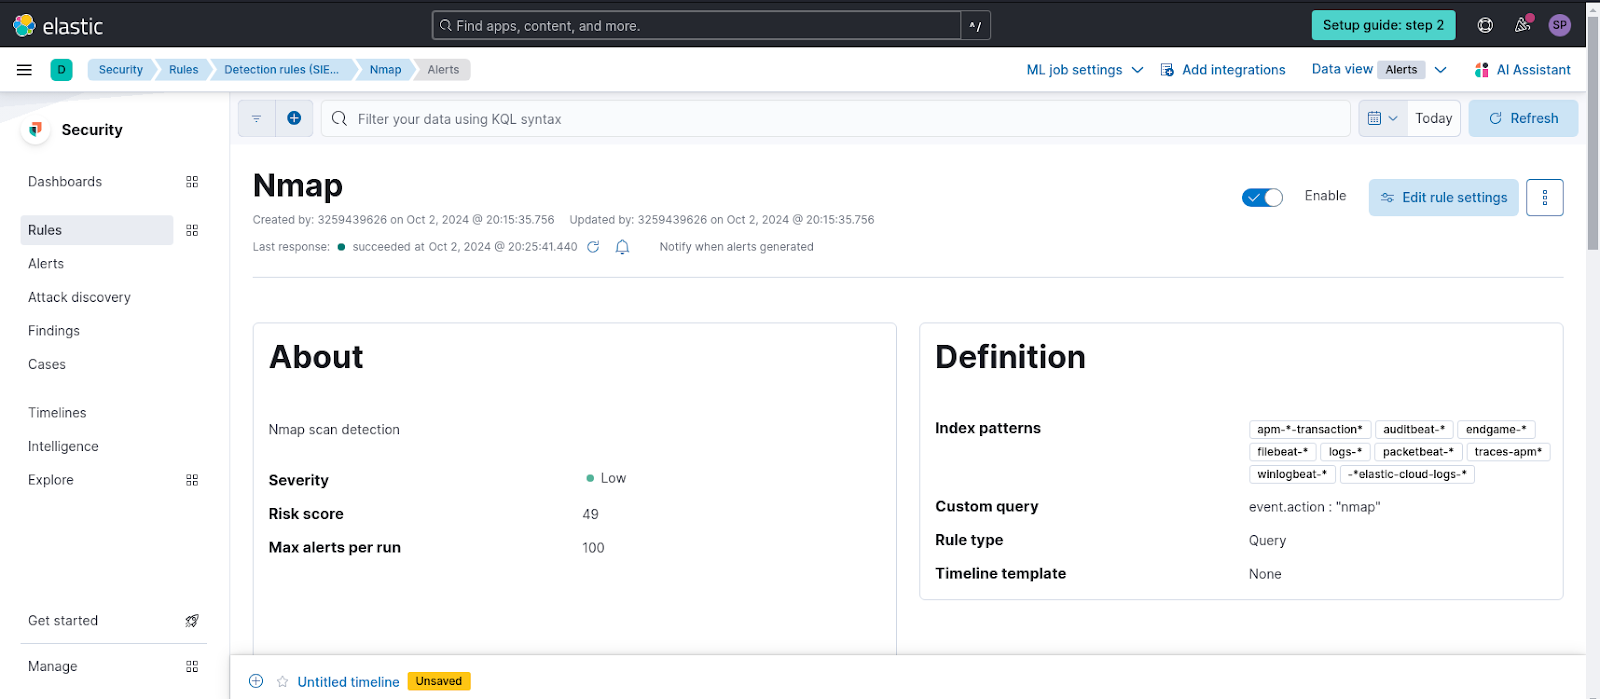 elastic
Find apps, content, and more.
^/
Setup guide: step 2
SP
D
Security
Rules
Detection rules (SIE...
Nmap
Alerts
ML job settings
Add integrations
Data view
Alerts
AI Assistant
Security
Dashboards
Rules
Alerts
Attack discovery
Findings
Cases
Timelines
Intelligence
Explore
Get started
Manage
Filter your data using KQL syntax
Today
Refresh
Nmap
Enable
Edit rule settings
Created by: 3259439626 on Oct 2, 2024 @ 20:15:35.756 Updated by: 3259439626 on Oct 2, 2024 @ 20:15:35.756
Last response: succeeded at Oct 2, 2024 @ 20:25:41.440 Notify when alerts generated
About
Nmap scan detection
Severity Low
Risk score 49
Max alerts per run 100
Definition
Index patterns apm-*-transaction* auditbeat-* endgame-*
filebeat-* logs-* packetbeat-* traces-apm*
winlogbeat-* -*elastic-cloud-logs-*
Custom query event.action : "nmap"
Rule type Query
Timeline template None
Untitled timeline Unsaved